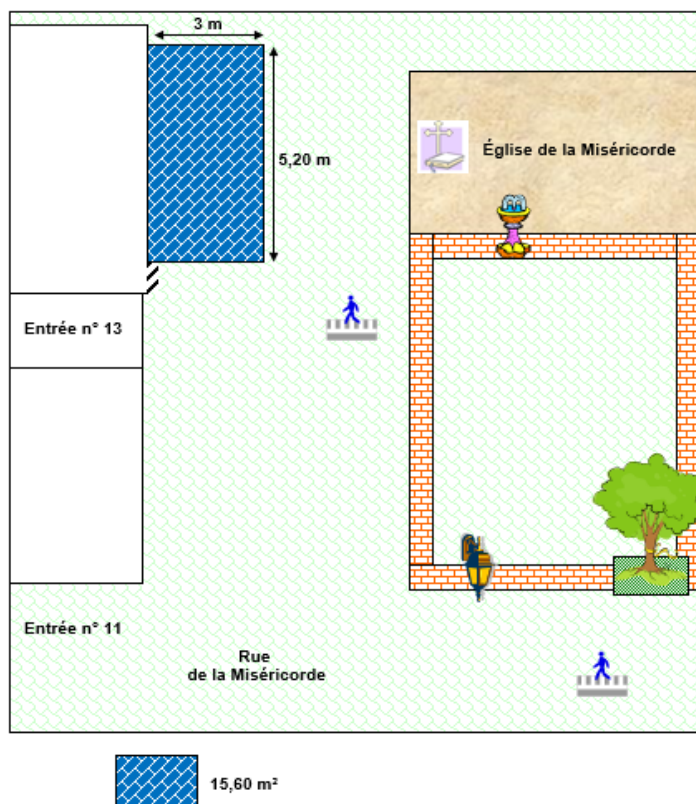 3 m
5,20 m
Église de la Miséricorde
Entrée n° 13
Entrée n° 11
Rue
de la Miséricorde
15,60 m²